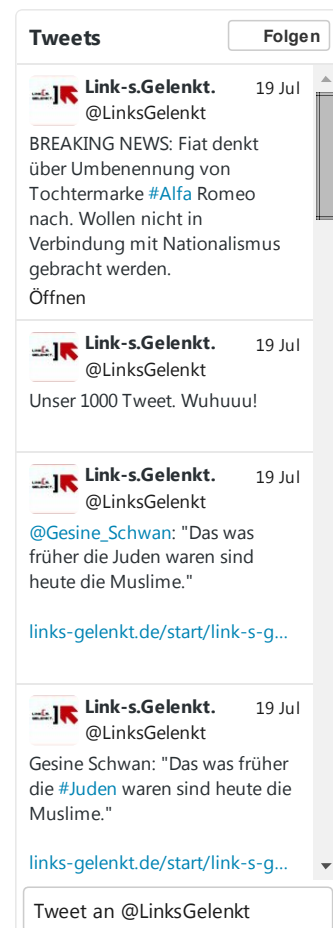 Tweets
Folgen
Link-s.Gelenkt.
19 Jul
@LinksGelenkt
BREAKING NEWS: Fiat denkt
über Umbenennung von
Tochtermarke #Alfa Romeo
nach. Wollen nicht in
Verbindung mit Nationalismus
gebracht werden.
Öffnen
Link-s.Gelenkt.
19 Jul
@LinksGelenkt
Unser 1000 Tweet. Wuhuuu!
Link-s.Gelenkt.
19 Jul
@LinksGelenkt
@Gesine_Schwan: "Das was
früher die Juden waren sind
heute die Muslime."
links-gelenkt.de/start/link-s-g...
Link-s.Gelenkt.
19 Jul
@LinksGelenkt
Gesine Schwan: "Das was früher
die #Juden waren sind heute die
Muslime."
links-gelenkt.de/start/link-s-g...
Tweet an @LinksGelenkt